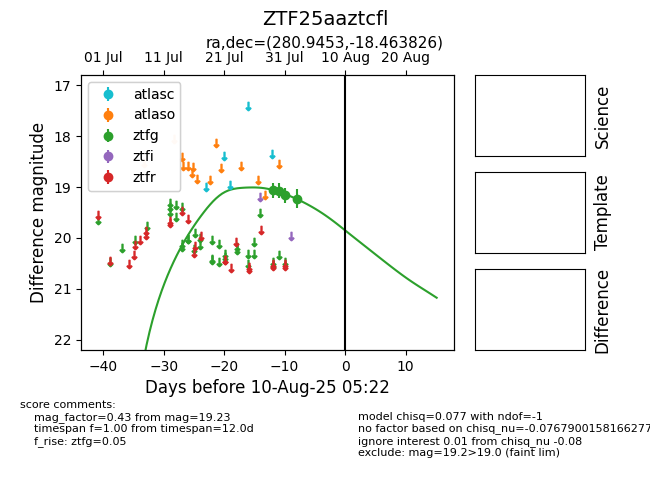 ZTF25aaztcfl
ra,dec=(280.9453,-18.463826)
01 Jul 11 Jul 21 Jul 31 Jul 10 Aug 20 Aug
17
18
19
20
21
22
Difference magnitude
atlasc
atlaso
ztfg
ztfi
ztfr
−40 −30 −20 −10 0 10
Days before 10-Aug-25 05:22
Science
Template
Difference
score comments:
mag_factor=0.43 from mag=19.23
timespan f=1.00 from timespan=12.0d
f_rise: ztfg=0.05
model chisq=0.077 with ndof=-1
no factor based on chisq_nu=-0.0767900158166277
ignore interest 0.01 from chisq_nu -0.08
exclude: mag=19.2>19.0 (faint lim)